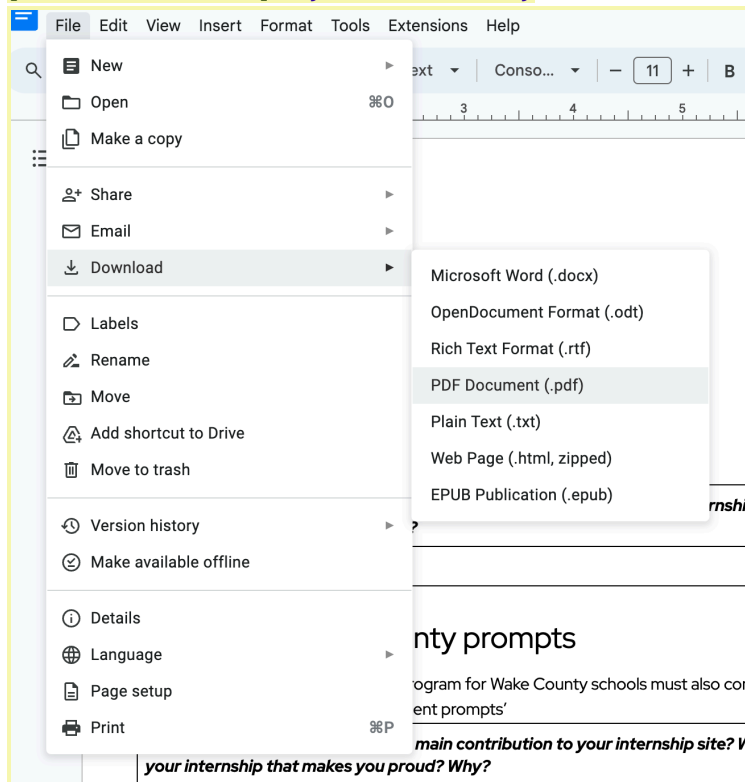 File Edit View Insert Format Tools Extensions Help
New
ext Conso... − 11 + B
Open ⌘O
3 4 5
Make a copy
Share
Email
Download
Microsoft Word (.docx)
OpenDocument Format (.odt)
Labels
Rich Text Format (.rtf)
Rename
PDF Document (.pdf)
Move
Plain Text (.txt)
Add shortcut to Drive
Web Page (.html, zipped)
Move to trash
EPUB Publication (.epub)
rnshi
Version history
?
Make available offline
Details
nty prompts
Language
ogram for Wake County schools must also cor
Page setup
ent prompts’
Print ⌘P
main contribution to your internship site? W
your internship that makes you proud? Why?